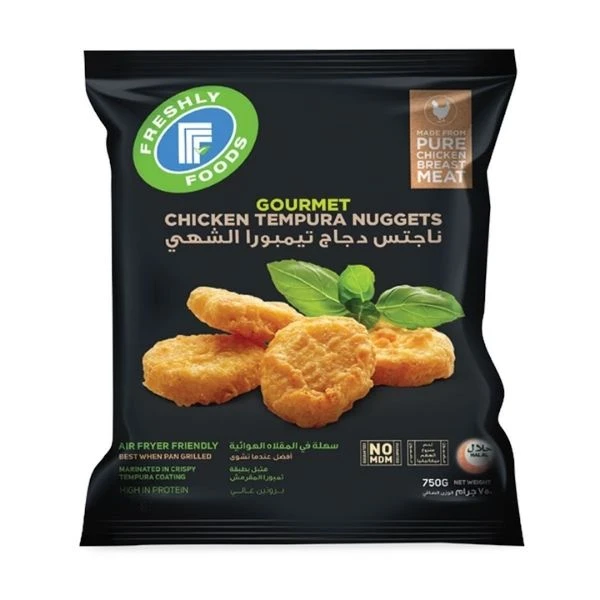 FRESHLY
FOODS
MADE FROM
PURE
CHICKEN
BREAST
MEAT
GOURMET
CHICKEN TEMPURA NUGGETS
ناجتس دجاج تيمبورا الشهي
AIR FRYER FRIENDLY
سهلة في المقلاه الهوائية
BEST WHEN PAN GRILLED
أفضل عندما تشوى
MARINATED IN CRISPY
TEMPURA COATING
متبل بطبقة
تمبورا المقرمش
HIGH IN PROTEIN
بروتين عالي
NO
MDM
حلال
HALAL
750G NET WEIGHT
٧٥٠ جرام الوزن الصافي